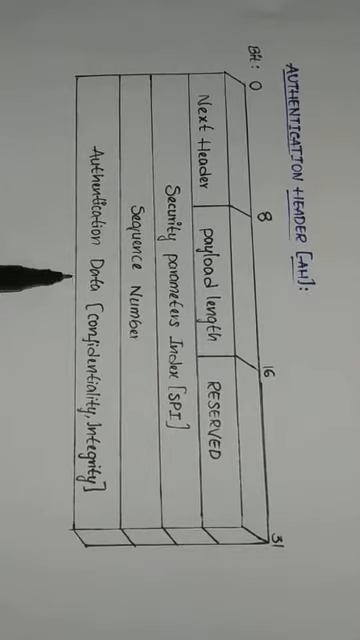 AUTHENTICATION HEADER [AH]:
Bit: 0 8 16 31
Next Header payload length RESERVED
Security parameters Index [SPI]
Sequence Number
Authentication Data [Confidentiality, Integrity]